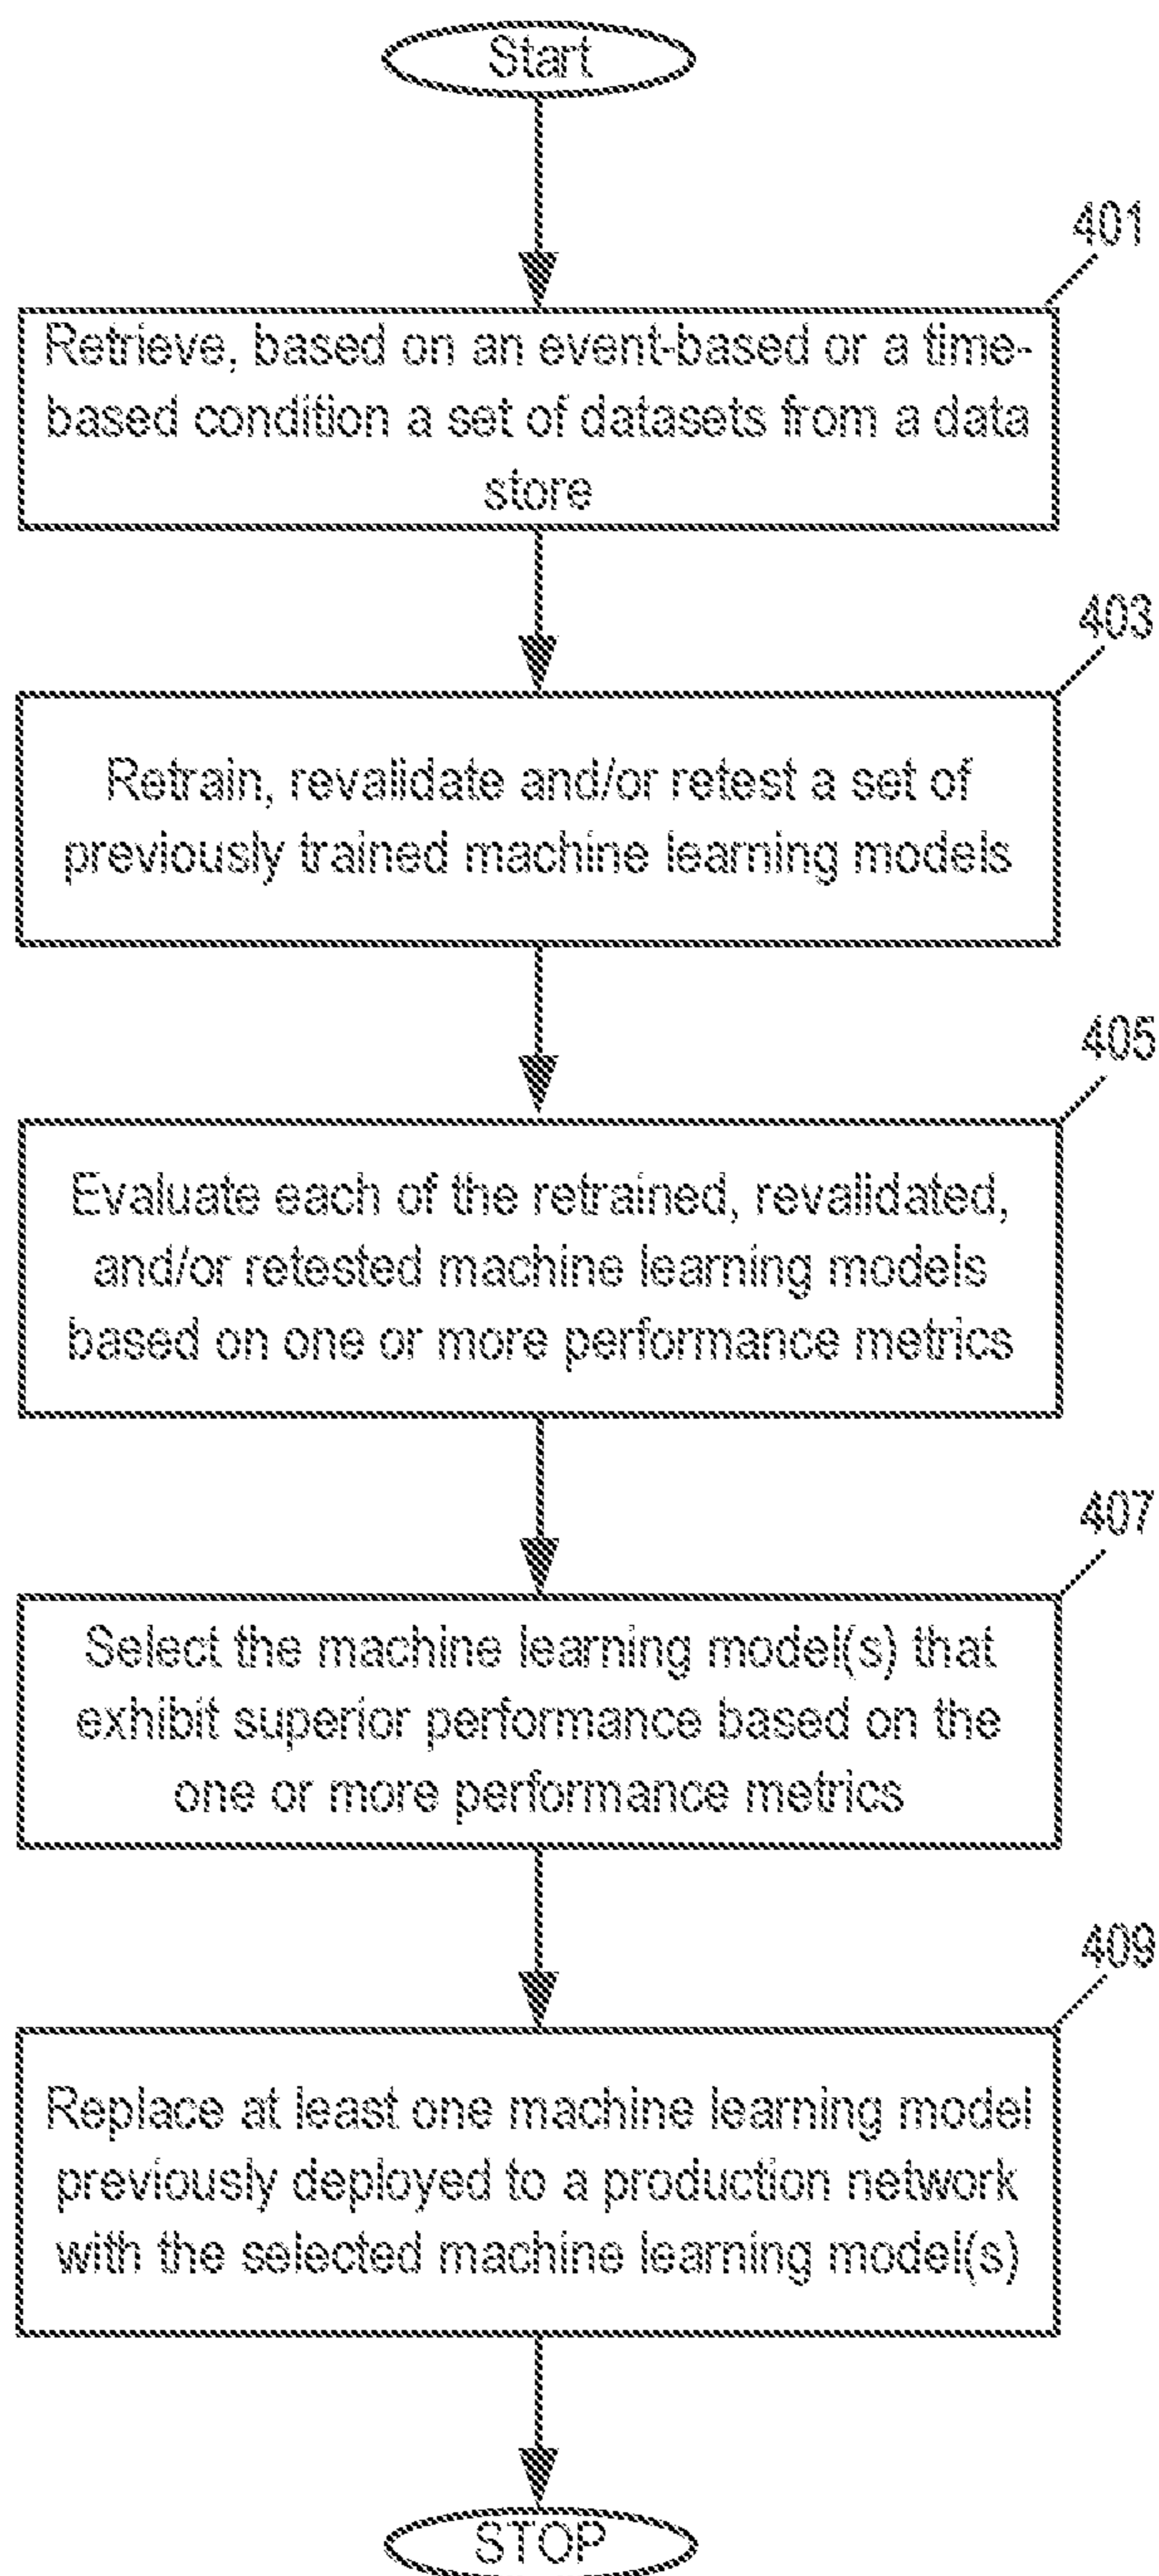 Start
401
Retrieve, based on an event-based or a time-
based condition a set of datasets from a data
store
403
Retrain, revalidate and/or retest a set of
previously trained machine learning models
405
Evaluate each of the retrained, revalidated,
and/or retested machine learning models
based on one or more performance metrics
407
Select the machine learning model(s) that
exhibit superior performance based on the
one or more performance metrics
409
Replace at least one machine learning model
previously deployed to a production network
with the selected machine learning model(s)
STOP